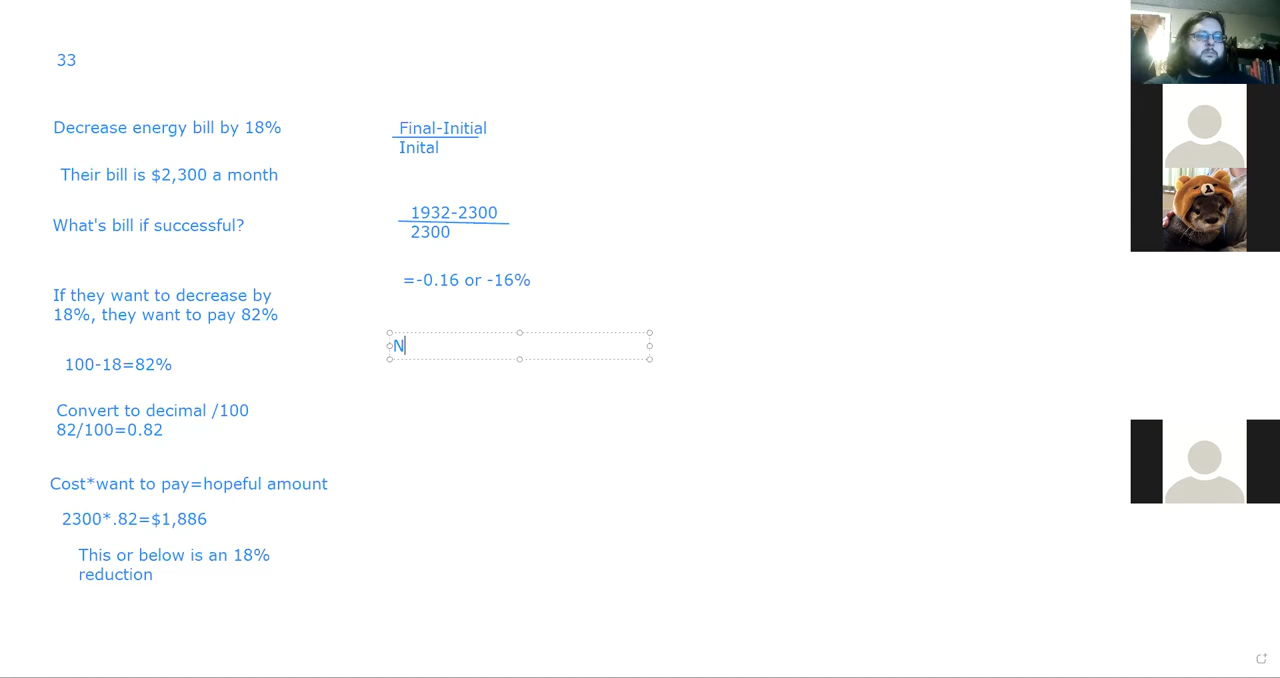 33
Decrease energy bill by 18%
Their bill is $2,300 a month
What's bill if successful?
If they want to decrease by
18%, they want to pay 82%
100-18=82%
Convert to decimal /100
82/100=0.82
Cost*want to pay=hopeful amount
2300*.82=$1,886
This or below is an 18%
reduction
Final-Initial
Inital
1932-2300
2300
=-0.16 or -16%
N